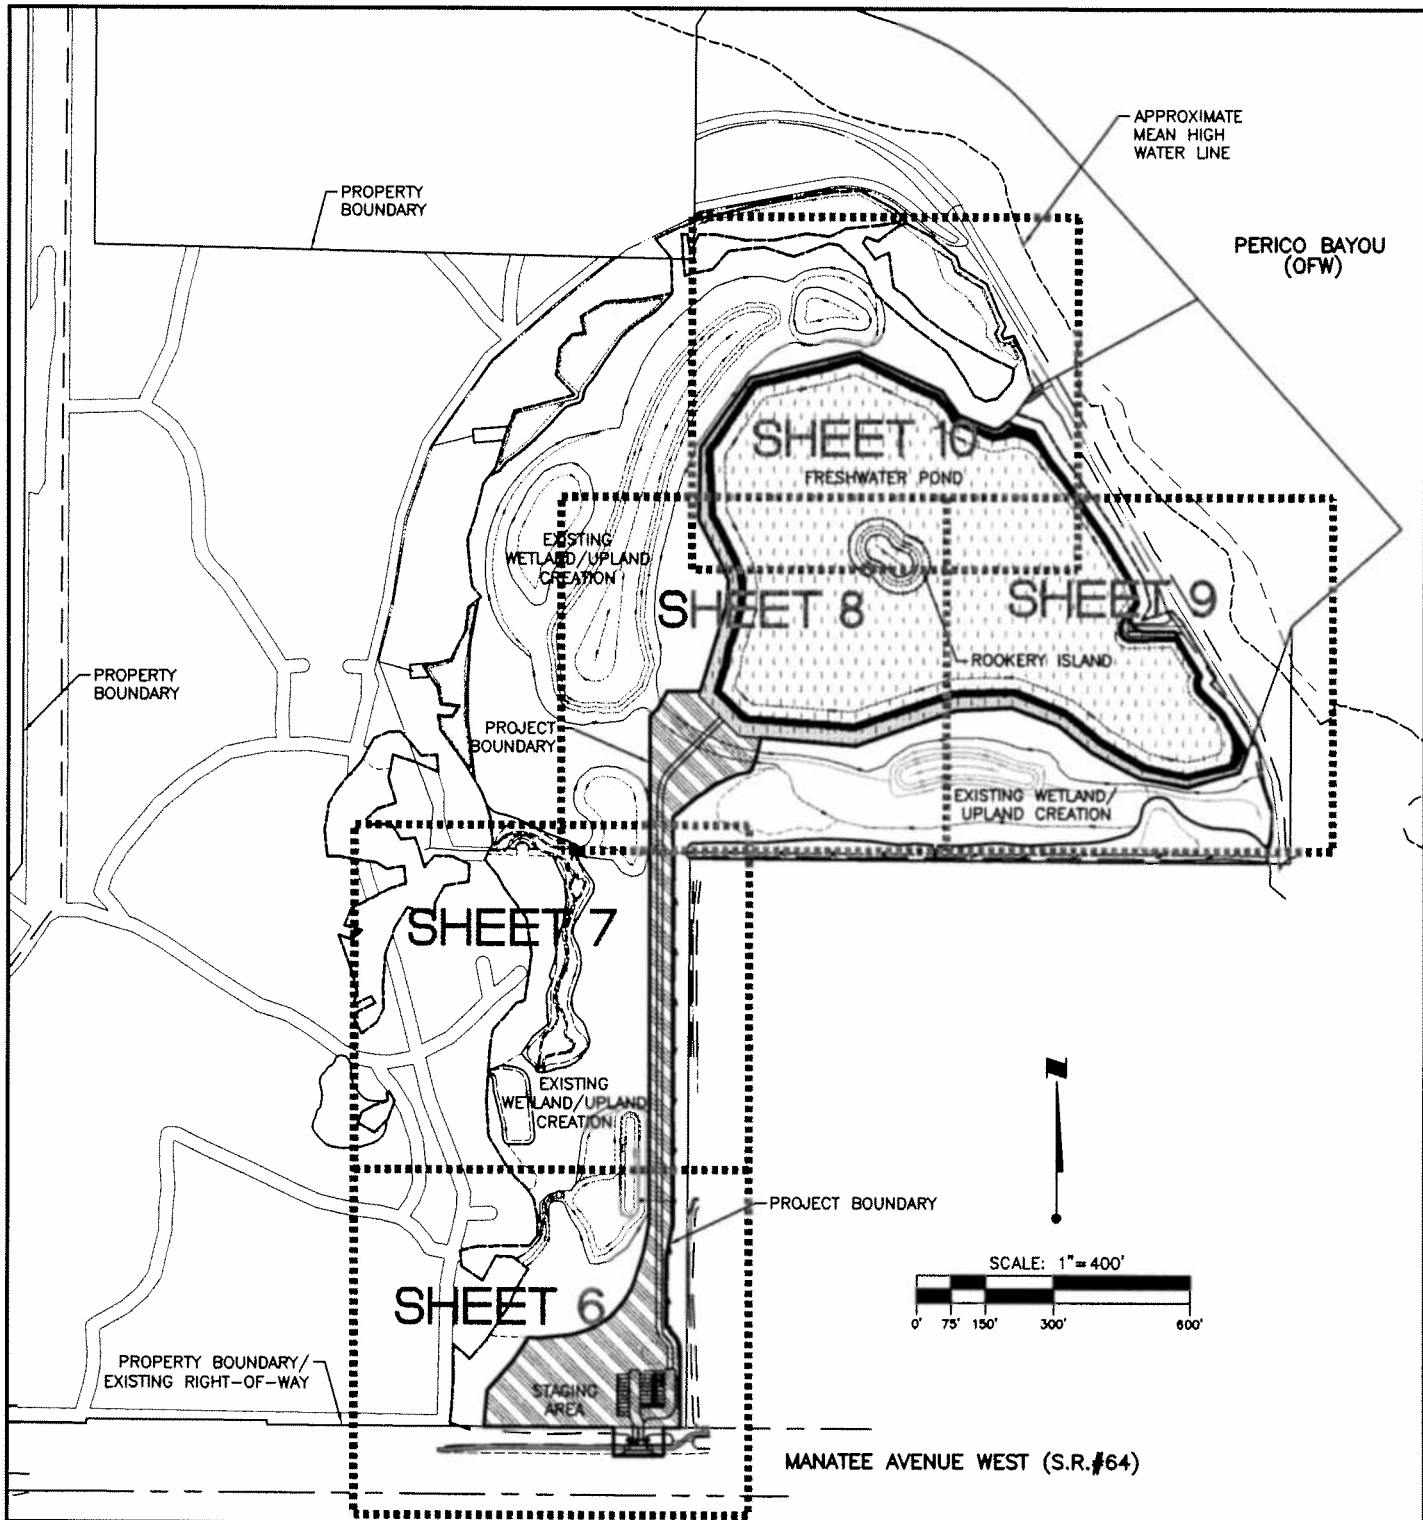 APPROXIMATE
MEAN HIGH
WATER LINE
PROPERTY
BOUNDARY
PERICO BAYOU
(OFW)
SHEET 10
FRESHWATER POND
EXISTING
WETLAND/UPLAND
CREATION
SHEET 8
SHEET 9
ROOKERY ISLAND
PROPERTY
BOUNDARY
PROJECT
BOUNDARY
EXISTING WETLAND/
UPLAND CREATION
SHEET 7
EXISTING
WETLAND/UPLAND
CREATION
PROJECT BOUNDARY
SHEET 6
SCALE: 1"=400'
0' 75' 150' 300' 600'
PROPERTY BOUNDARY/
EXISTING RIGHT-OF-WAY
STAGING
AREA
MANATEE AVENUE WEST (S.R.#64)